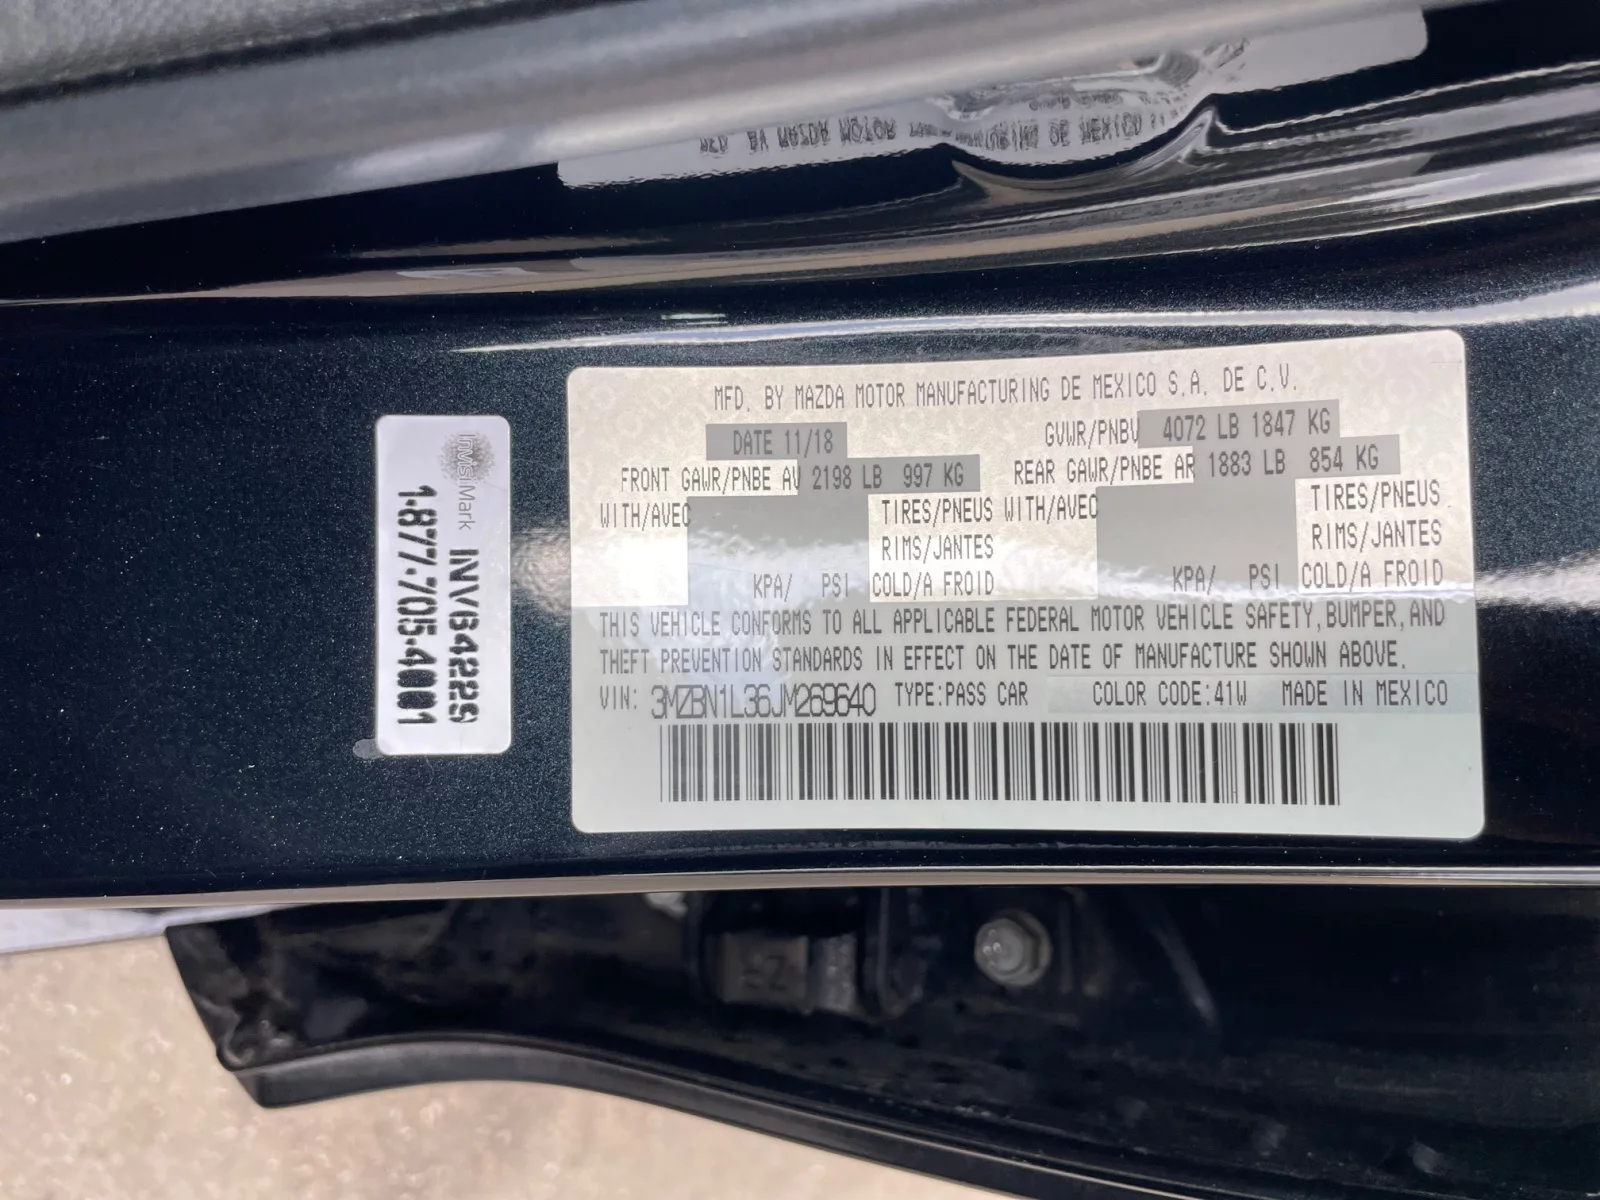 MFD. BY MAZDA MOTOR MANUFACTURING DE MEXICO S.A. DE C.V.
DATE 11/18 GVWR/PNBV 4072 LB 1847 KG
FRONT GAWR/PNBE AV 2198 LB 997 KG REAR GAWR/PNBE AR 1883 LB 854 KG
WITH/AVEC TIRES/PNEUS WITH/AVEC TIRES/PNEUS
RIMS/JANTES RIMS/JANTES
KPA/ PSI COLD/A FROID KPA/ PSI COLD/A FROID
THIS VEHICLE CONFORMS TO ALL APPLICABLE FEDERAL MOTOR VEHICLE SAFETY, BUMPER, AND
THEFT PREVENTION STANDARDS IN EFFECT ON THE DATE OF MANUFACTURE SHOWN ABOVE.
VIN: 3MZBN1L36JM269640 TYPE:PASS CAR COLOR CODE:41W MADE IN MEXICO
InvisiMark INV64229
1·877·705·4001